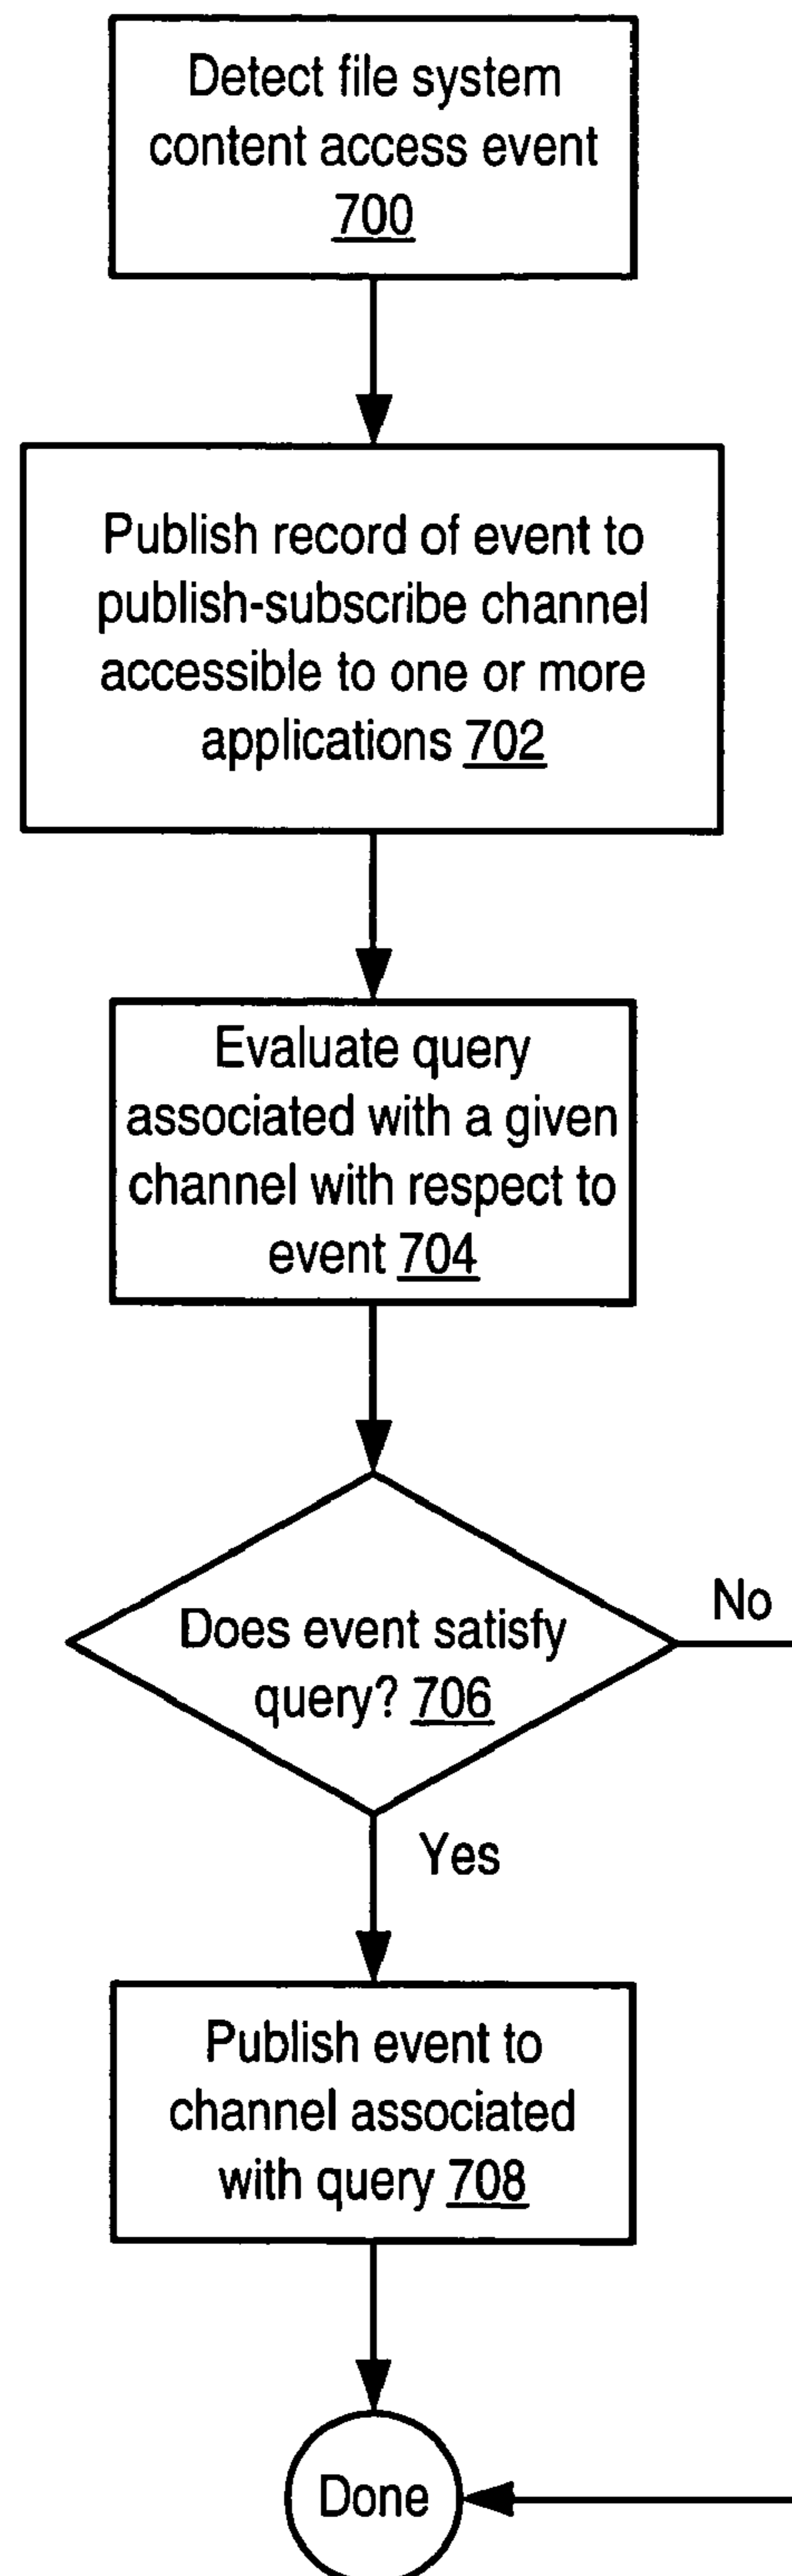 Detect file system
content access event
700
Publish record of event to
publish-subscribe channel
accessible to one or more
applications 702
Evaluate query
associated with a given
channel with respect to
event 704
Does event satisfy
query? 706
No
Yes
Publish event to
channel associated
with query 708
Done